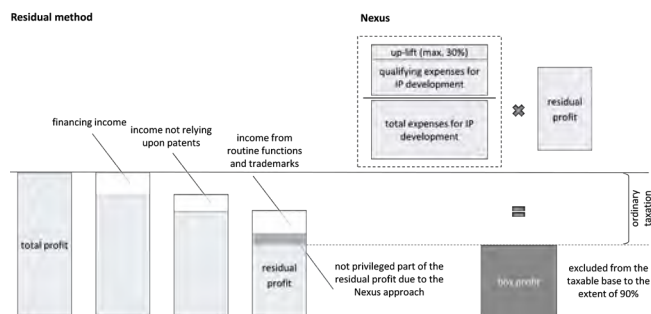 Residual method
Nexus
up-lift (max. 30%)
qualifying expenses for
IP development
total expenses for IP
development
residual
profit
financing income
income not relying
upon patents
income from
routine functions
and trademarks
ordinary
taxation
total profit
residual
profit
not privileged part of the
residual profit due to the
Nexus approach
box profit
excluded from the
taxable base to the
extent of 90%